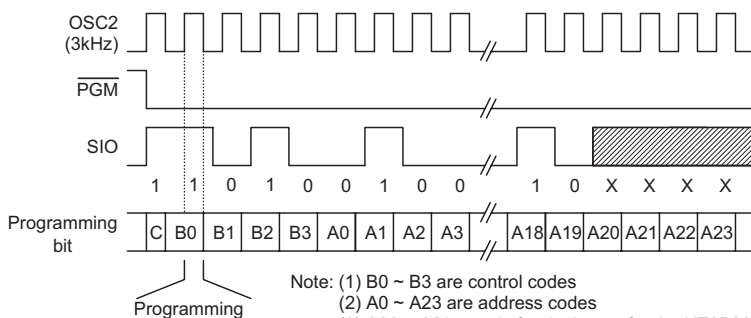 OSC2
(3kHz)
PGM
SIO
1 1 0 1 0 0 1 0 0 1 0 X X X X
Programming
bit
C B0 B1 B2 B3 A0 A1 A2 A3 A18 A19 A20 A21 A22 A23
Note: (1) B0 ~ B3 are control codes
Programming
(2) A0 ~ A23 are address codes